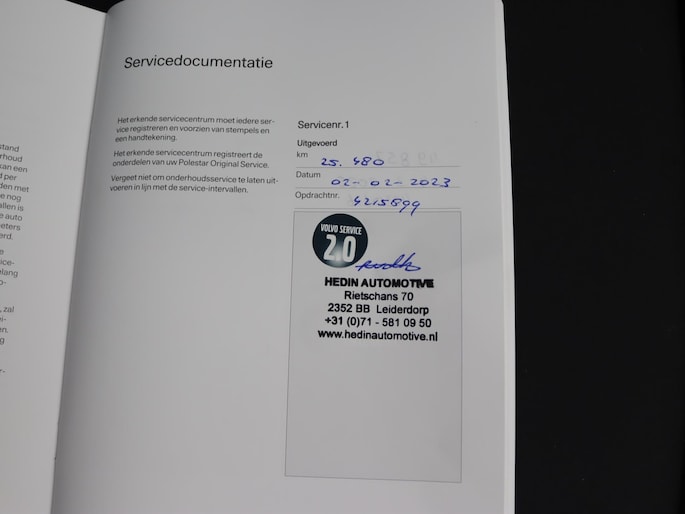 Servicedocumentatie
Het erkende servicecentrum moet iedere ser-
vice registreren en voorzien van stempels en
een handtekening.
Het erkende servicecentrum registreert de
onderdelen van uw Polestar Original Service.
Vergeet niet om onderhoudsservice te laten uit-
voeren in lijn met de service-intervallen.
Servicenr. 1
Uitgevoerd
km 25.480
Datum 02-02-2023
Opdrachtnr. 4215899
VOLVO SERVICE
2.0
HEDIN AUTOMOTIVE
Rietschans 70
2352 BB Leiderdorp
+31 (0)71 - 581 09 50
www.hedinautomotive.nl